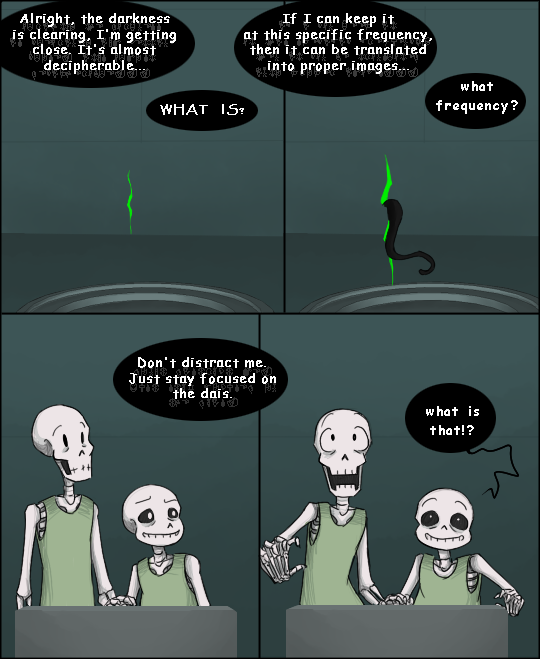 Alright, the darkness
is clearing, I'm getting
close. It's almost
decipherable...
WHAT IS?
If I can keep it
at this specific frequency,
then it can be translated
into proper images...
what
frequency?
Don't distract me.
Just stay focused on
the dais.
what is
that!?